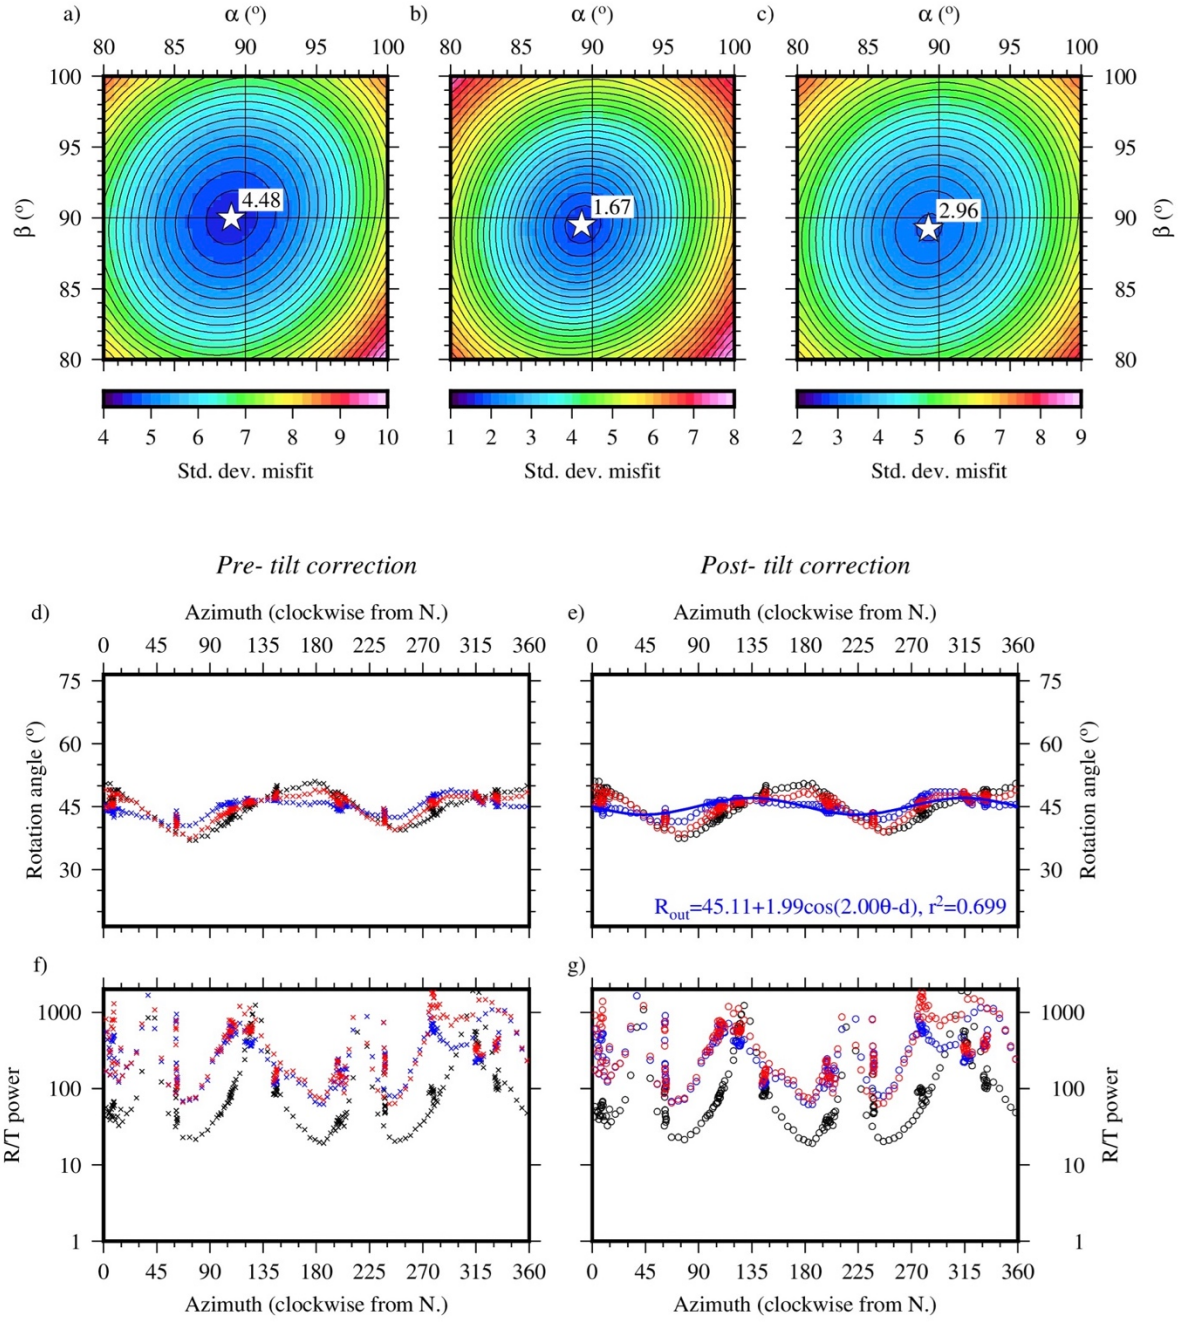 a) α (º) b) α (º) c) α (º)
80 85 90 95 100 80 85 90 95 100 80 85 90 95 100
100 100
95 95
4.48 1.67 2.96
β (º) 90 90 β (º)
85 85
80 80
4 5 6 7 8 9 10 1 2 3 4 5 6 7 8 2 3 4 5 6 7 8 9
Std. dev. misfit Std. dev. misfit Std. dev. misfit
Pre- tilt correction Post- tilt correction
d) Azimuth (clockwise from N.) e) Azimuth (clockwise from N.)
0 45 90 135 180 225 270 315 360 0 45 90 135 180 225 270 315 360
75 75
60 60
Rotation angle (º) 45 45 Rotation angle (º)
30 30
R_out=45.11+1.99cos(2.00θ-d), r²=0.699
f) g)
1000 1000
100 100
R/T power R/T power
10 10
1 1
0 45 90 135 180 225 270 315 360 0 45 90 135 180 225 270 315 360
Azimuth (clockwise from N.) Azimuth (clockwise from N.)